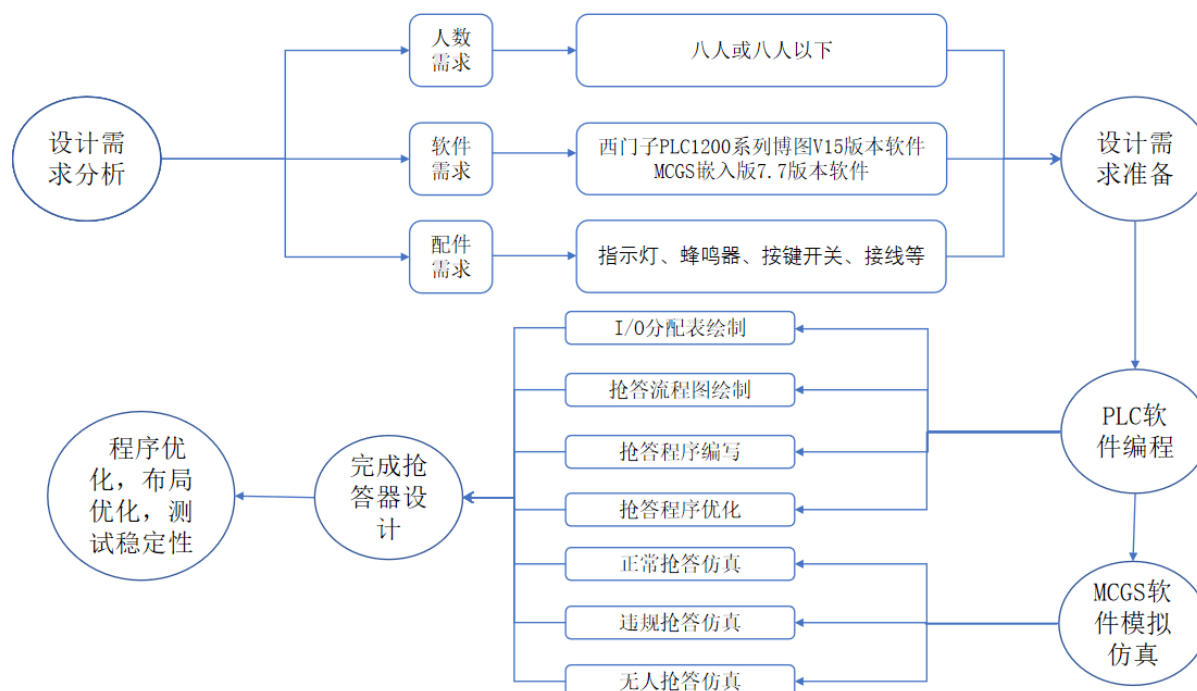 设计需
求分析
人数
需求
八人或八人以下
软件
需求
西门子PLC1200系列博图V15版本软件
MCGS嵌入版7.7版本软件
配件
需求
指示灯、蜂鸣器、按键开关、接线等
设计需
求准备
PLC软
件编程
I/O分配表绘制
抢答流程图绘制
抢答程序编写
抢答程序优化
MCGS软
件模拟
仿真
正常抢答仿真
违规抢答仿真
无人抢答仿真
完成抢
答器设
计
程序优
化，布局
优化，测
试稳定性